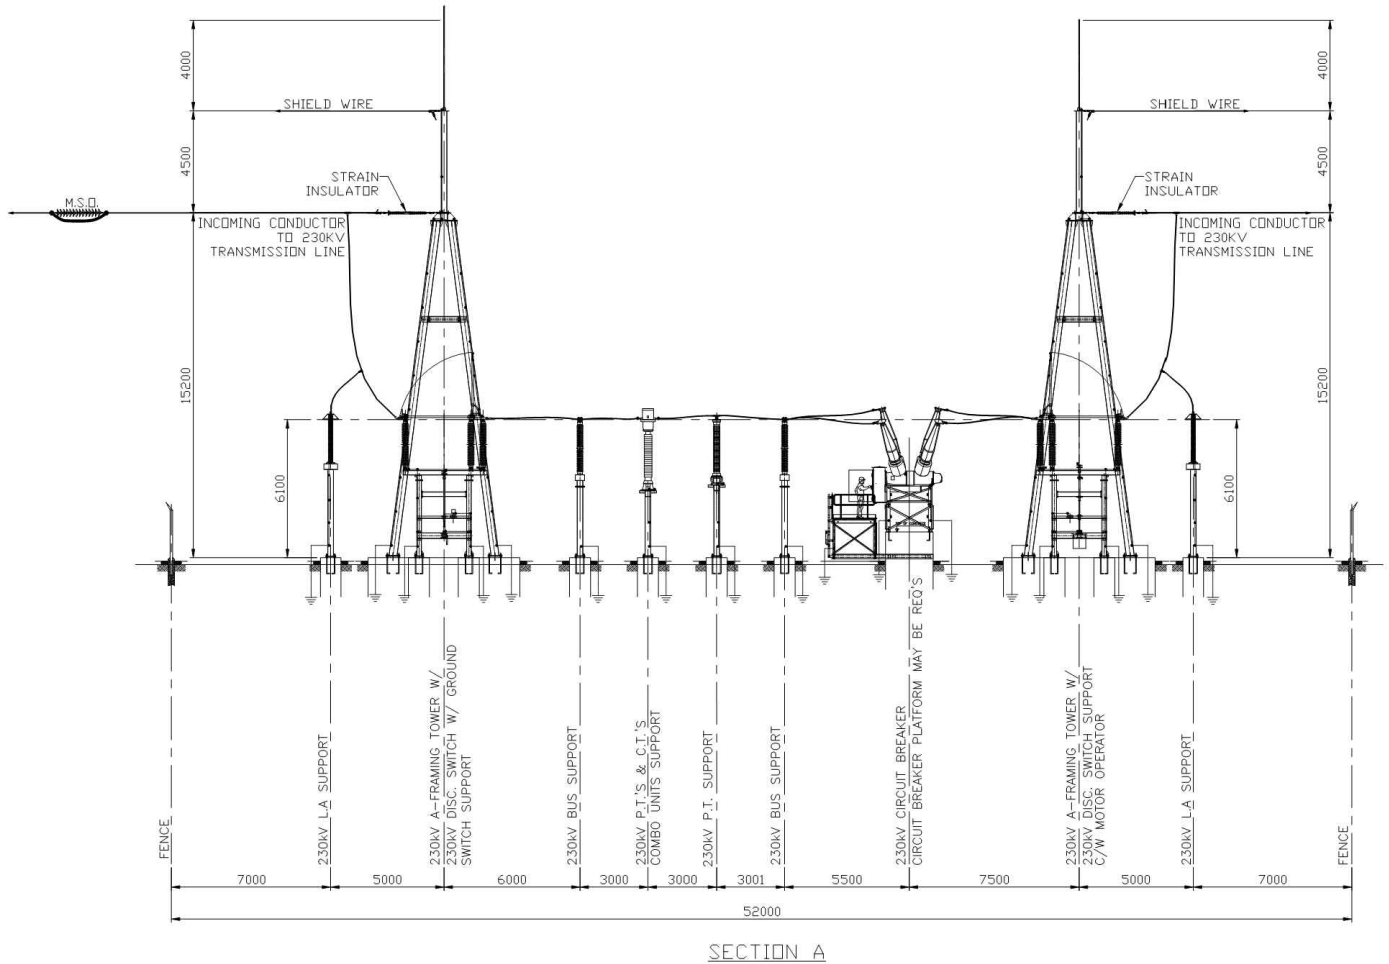 4000
4000
SHIELD WIRE
SHIELD WIRE
4500
4500
STRAIN
INSULATOR
STRAIN
INSULATOR
M.S.O.
INCOMING CONDUCTOR
TO 230KV
TRANSMISSION LINE
INCOMING CONDUCTOR
TO 230KV
TRANSMISSION LINE
15200
15200
6100
6100
FENCE
230kV L.A SUPPORT
230kV A-FRAMING TOWER W/
230kV DISC. SWITCH W/ GROUND
SWITCH SUPPORT
230kV BUS SUPPORT
230kV P.T.'S & C.T.'S
COMBO UNITS SUPPORT
230kV P.T. SUPPORT
230kV BUS SUPPORT
230kV CIRCUIT BREAKER
CIRCUIT BREAKER PLATFORM MAY BE REQ'S
230kV A-FRAMING TOWER W/
230kV DISC. SWITCH SUPPORT
C/W MOTOR OPERATOR
230kV L.A SUPPORT
FENCE
7000
5000
6000
3000
3000
3001
5500
7500
5000
7000
52000
SECTION A